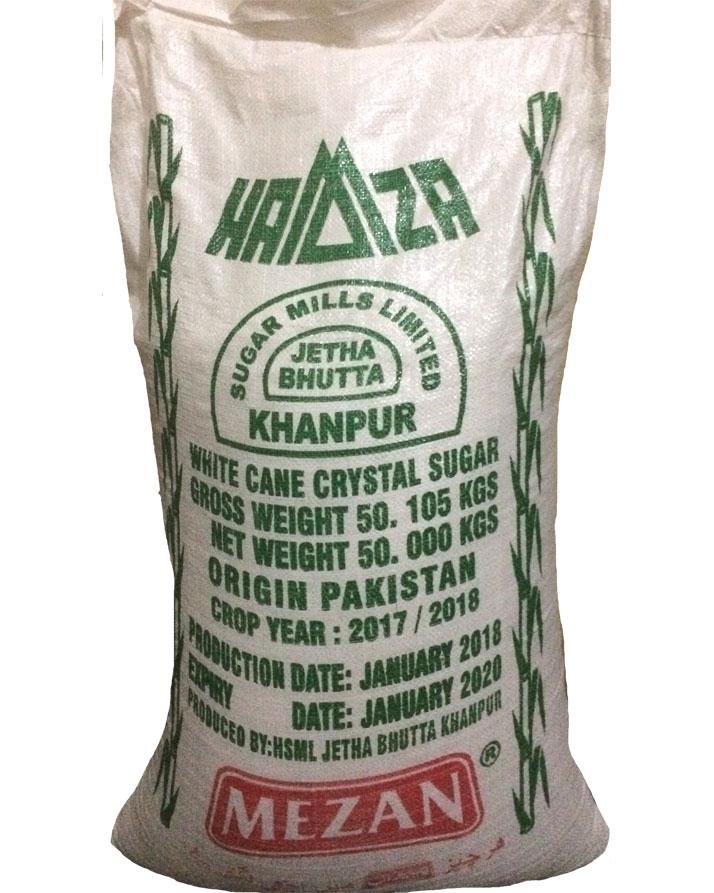 HAMZA
SUGAR MILLS LIMITED
JETHA
BHUTTA
KHANPUR
WHITE CANE CRYSTAL SUGAR
GROSS WEIGHT 50. 105 KGS
NET WEIGHT 50. 000 KGS
ORIGIN PAKISTAN
CROP YEAR : 2017 / 2018
PRODUCTION DATE: JANUARY 2018
EXPIRY DATE: JANUARY 2020
PRODUCED BY:HSML JETHA BHUTTA KHANPUR
®
MEZAN